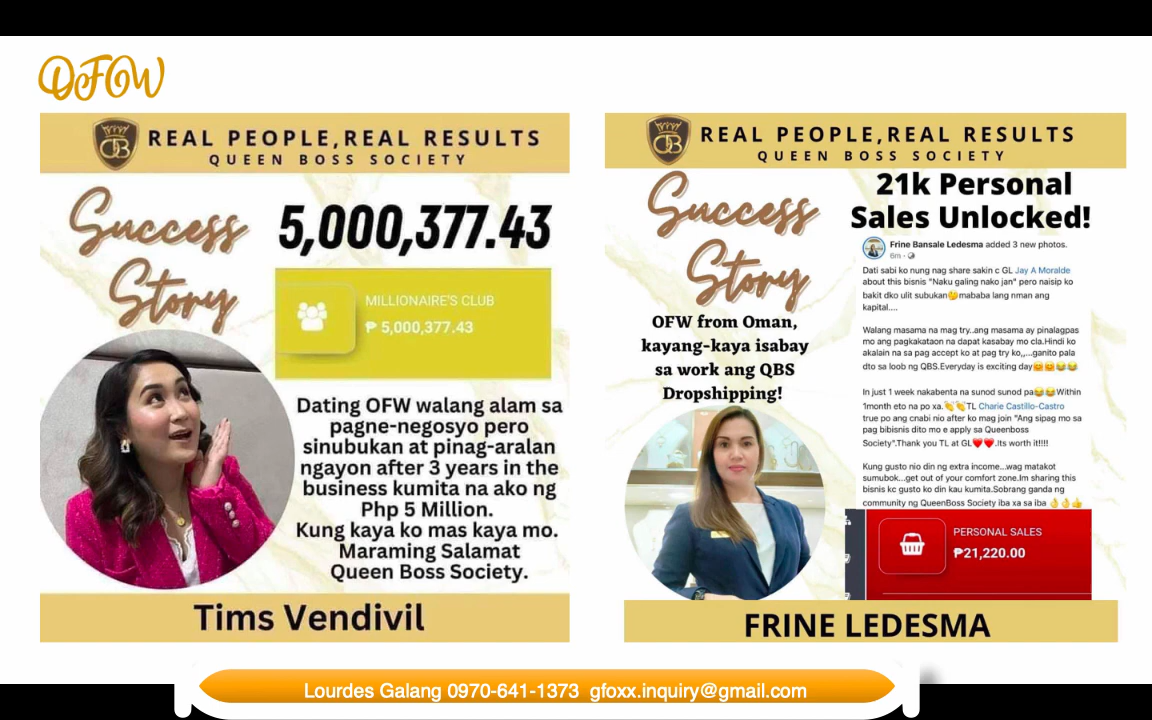 OFW
QB REAL PEOPLE,REAL RESULTS
QUEEN BOSS SOCIETY
Success
Story
5,000,377.43
MILLIONAIRE'S CLUB
₱ 5,000,377.43
Dating OFW walang alam sa
pagne-negosyo pero
sinubukan at pinag-aralan
ngayon after 3 years in the
business kumita na ako ng
Php 5 Million.
Kung kaya ko mas kaya mo.
Maraming Salamat
Queen Boss Society.
Tims Vendivil
QB REAL PEOPLE,REAL RESULTS
QUEEN BOSS SOCIETY
Success
Story
OFW from Oman,
kayang-kaya isabay
sa work ang QBS
Dropshipping!
21k Personal
Sales Unlocked!
Frine Bansale Ledesma added 3 new photos.
6m ·
Dati sabi ko nung nag share sakin c GL Jay A Moralde
about this bisnis "Naku galing nako jan" pero naisip ko
bakit dko ulit subukan🤔mababa lang nman ang
kapital....
Walang masama na mag try..ang masama ay pinalagpas
mo ang pagkakataon na dapat kasabay mo cla.Hindi ko
akalain na sa pag accept ko at pag try ko,,...ganito pala
dto sa loob ng QBS.Everyday is exciting day😊😊😂😂
In just 1 week nakabenta na sunod sunod pa😂😂Within
1month eto na po xa.👏👏TL Charie Castillo-Castro
true po ang cnabi nio after ko mag join "Ang sipag mo sa
pag bibisnis dito mo e apply sa Queenboss
Society".Thank you TL at GL❤❤.Its worth it!!!!
Kung gusto nio din ng extra income...wag matakot
sumubok...get out of your comfort zone.Im sharing this
bisnis kc gusto ko din kau kumita.Sobrang ganda ng
community ng QueenBoss Society iba xa sa iba 👌👌👍
PERSONAL SALES
₱21,220.00
FRINE LEDESMA
Lourdes Galang 0970-641-1373 gfoxx.inquiry@gmail.com